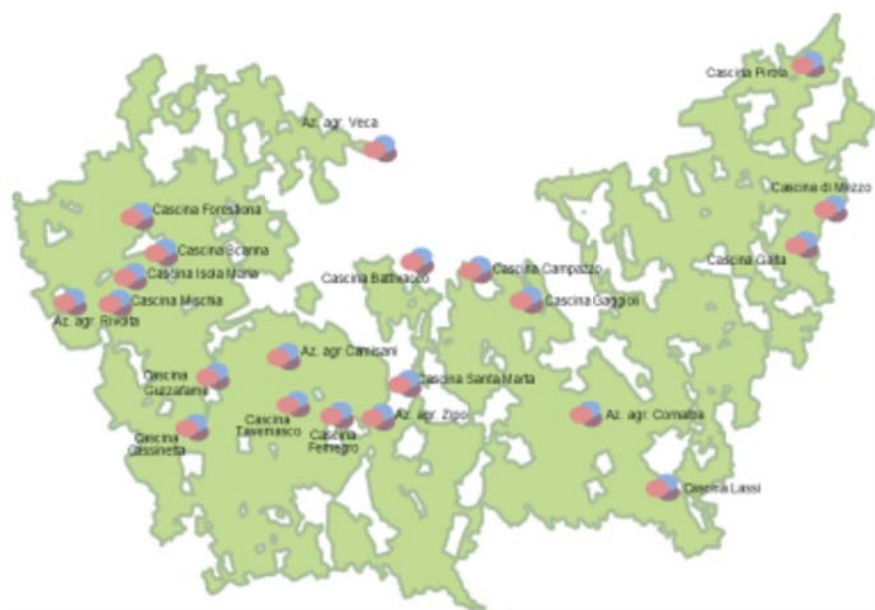 Cascina Pirola
Az. agr. Veca
Cascina di Mezzo
Cascina Forestiona
Cascina Scanna
Cascina Gatta
Cascina Campazzo
Cascina Isola Maria
Cascina Battivacco
Cascina Mischia
Cascina Gaggioli
Az. agr. Rivolta
Az. agr. Camisani
Cascina
Guzzafame
Cascina Santa Marta
Az. agr. Zipo
Az. agr. Cornalba
Cascina
Tavernasco
Cascina
Femegro
Cascina
Cassinetta
Cascina Lassi